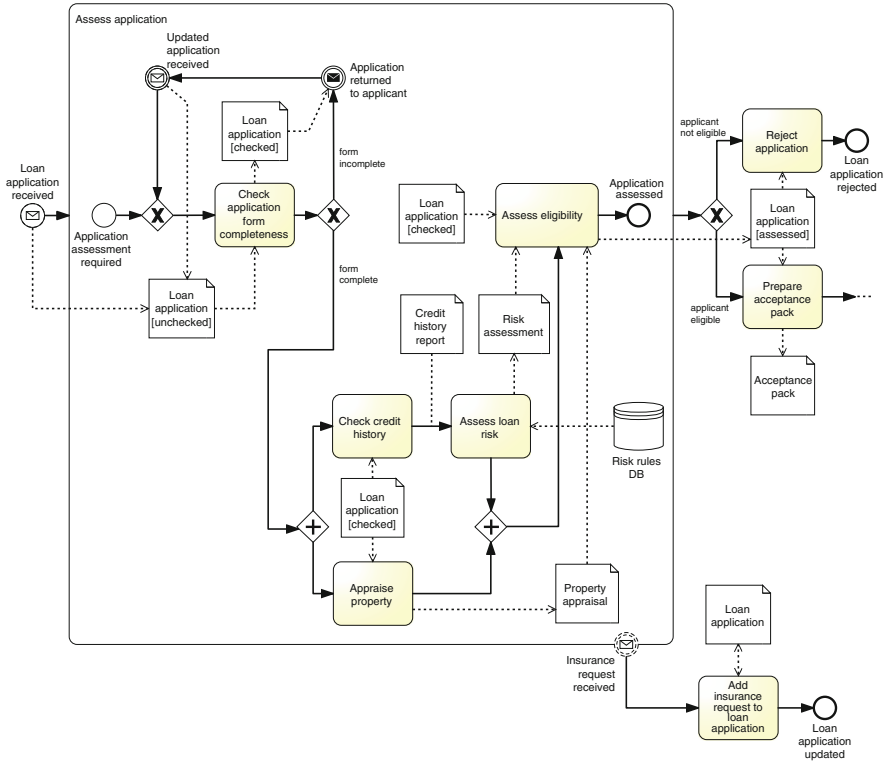 Assess application
Updated
application
received
Application
returned
to applicant
Loan
application
[checked]
form
incomplete
applicant
not eligible
Reject
application
Loan
application
rejected
Loan
application
received
Application
assessment
required
Check
application
form
completeness
Loan
application
[checked]
Assess eligibility
Application
assessed
Loan
application
[assessed]
form
complete
Loan
application
[unchecked]
Credit
history
report
Risk
assessment
applicant
eligible
Prepare
acceptance
pack
Acceptance
pack
Check credit
history
Assess loan
risk
Risk rules
DB
Loan
application
[checked]
Appraise
property
Property
appraisal
Loan
application
Insurance
request
received
Add
insurance
request to
loan
application
Loan
application
updated